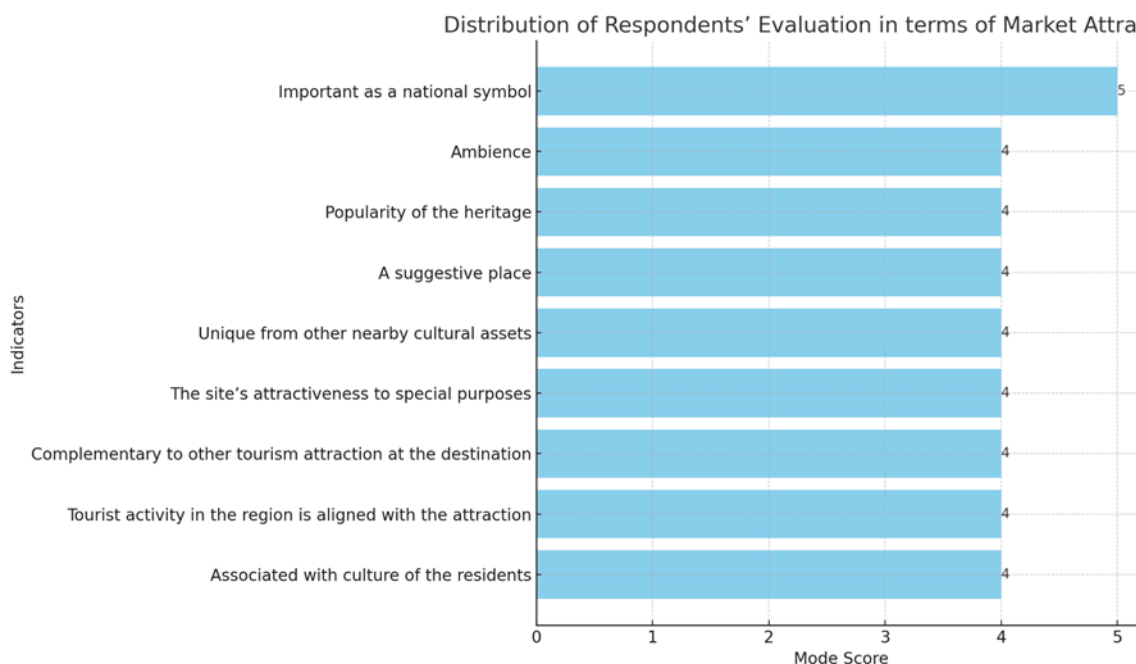 Distribution of Respondents’ Evaluation in terms of Market Attra
Important as a national symbol
5
Ambience
4
Popularity of the heritage
4
A suggestive place
4
Unique from other nearby cultural assets
4
The site’s attractiveness to special purposes
4
Complementary to other tourism attraction at the destination
4
Tourist activity in the region is aligned with the attraction
4
Associated with culture of the residents
4
Indicators
0 1 2 3 4 5
Mode Score